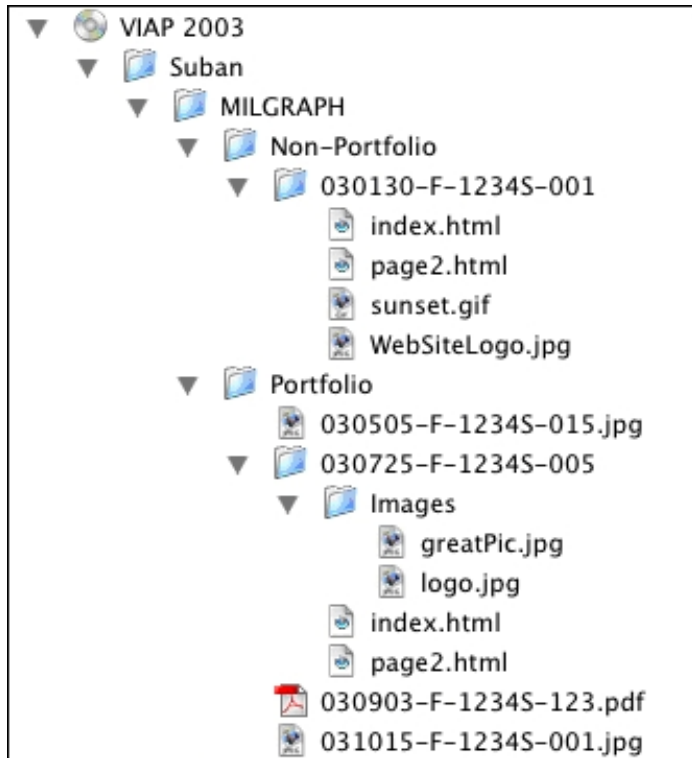 VIAP 2003
Suban
MILGRAPH
Non-Portfolio
030130-F-1234S-001
index.html
page2.html
sunset.gif
WebSiteLogo.jpg
Portfolio
030505-F-1234S-015.jpg
030725-F-1234S-005
Images
greatPic.jpg
logo.jpg
index.html
page2.html
030903-F-1234S-123.pdf
031015-F-1234S-001.jpg